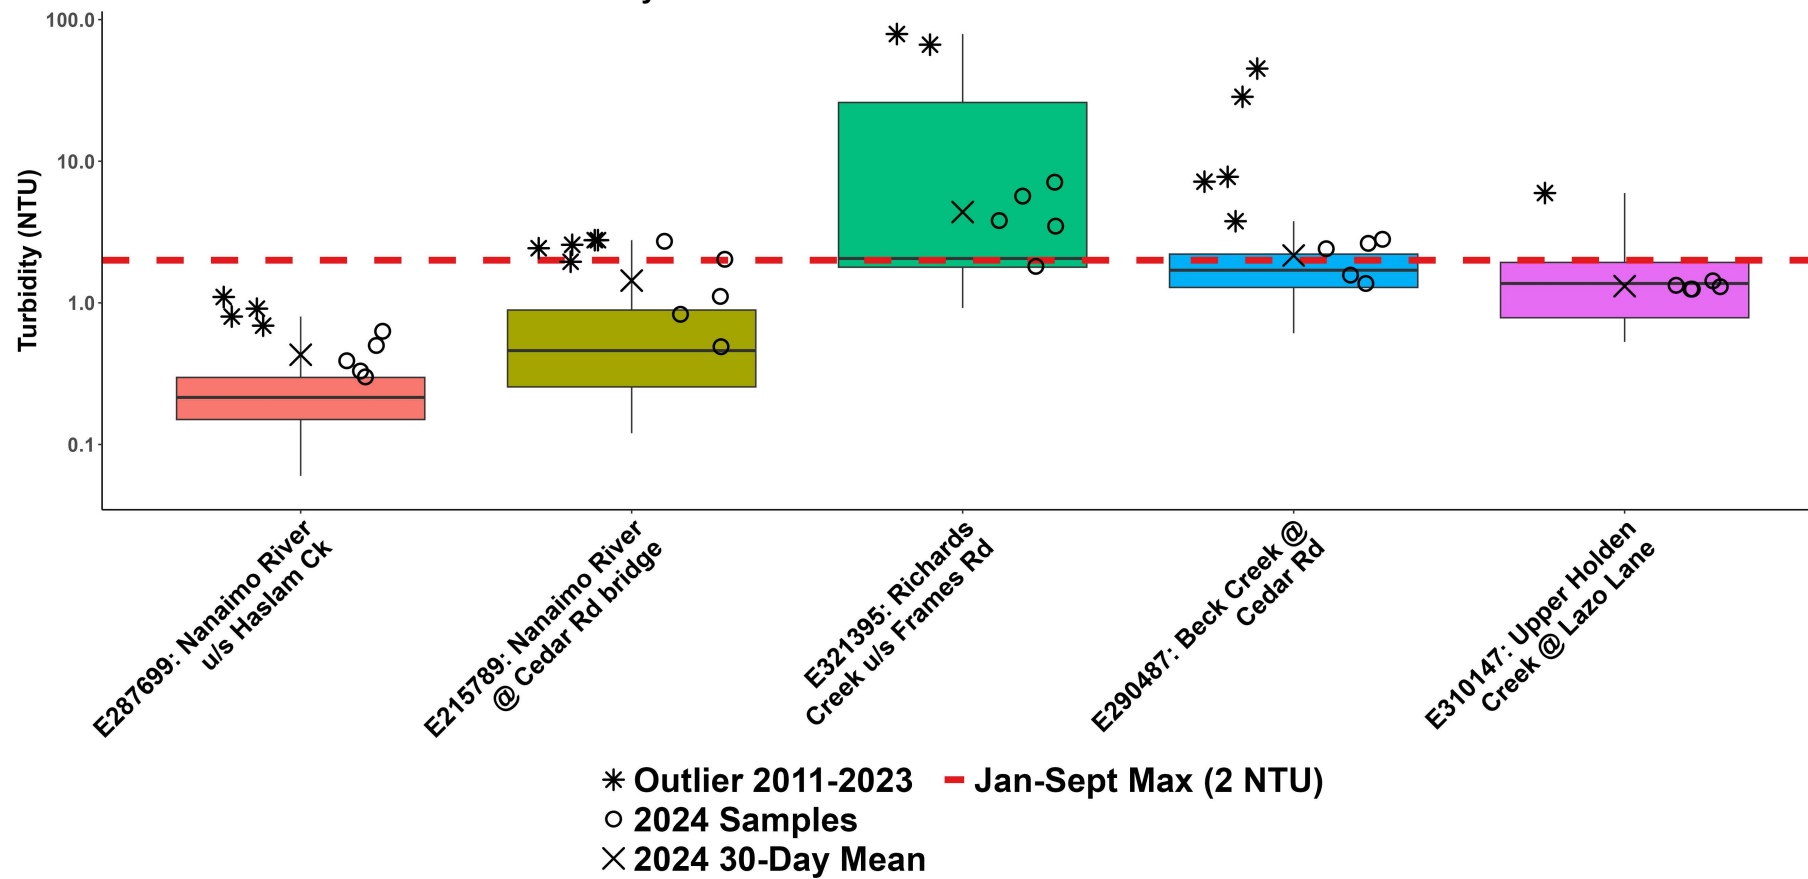 100.0
10.0
1.0
0.1
Turbidity (NTU)
E287699: Nanaimo River
u/s Haslam Ck
E215789: Nanaimo River
@ Cedar Rd bridge
E321395: Richards
Creek u/s Frames Rd
E290487: Beck Creek @
Cedar Rd
E310147: Upper Holden
Creek @ Lazo Lane
Outlier 2011-2023
Jan-Sept Max (2 NTU)
2024 Samples
2024 30-Day Mean